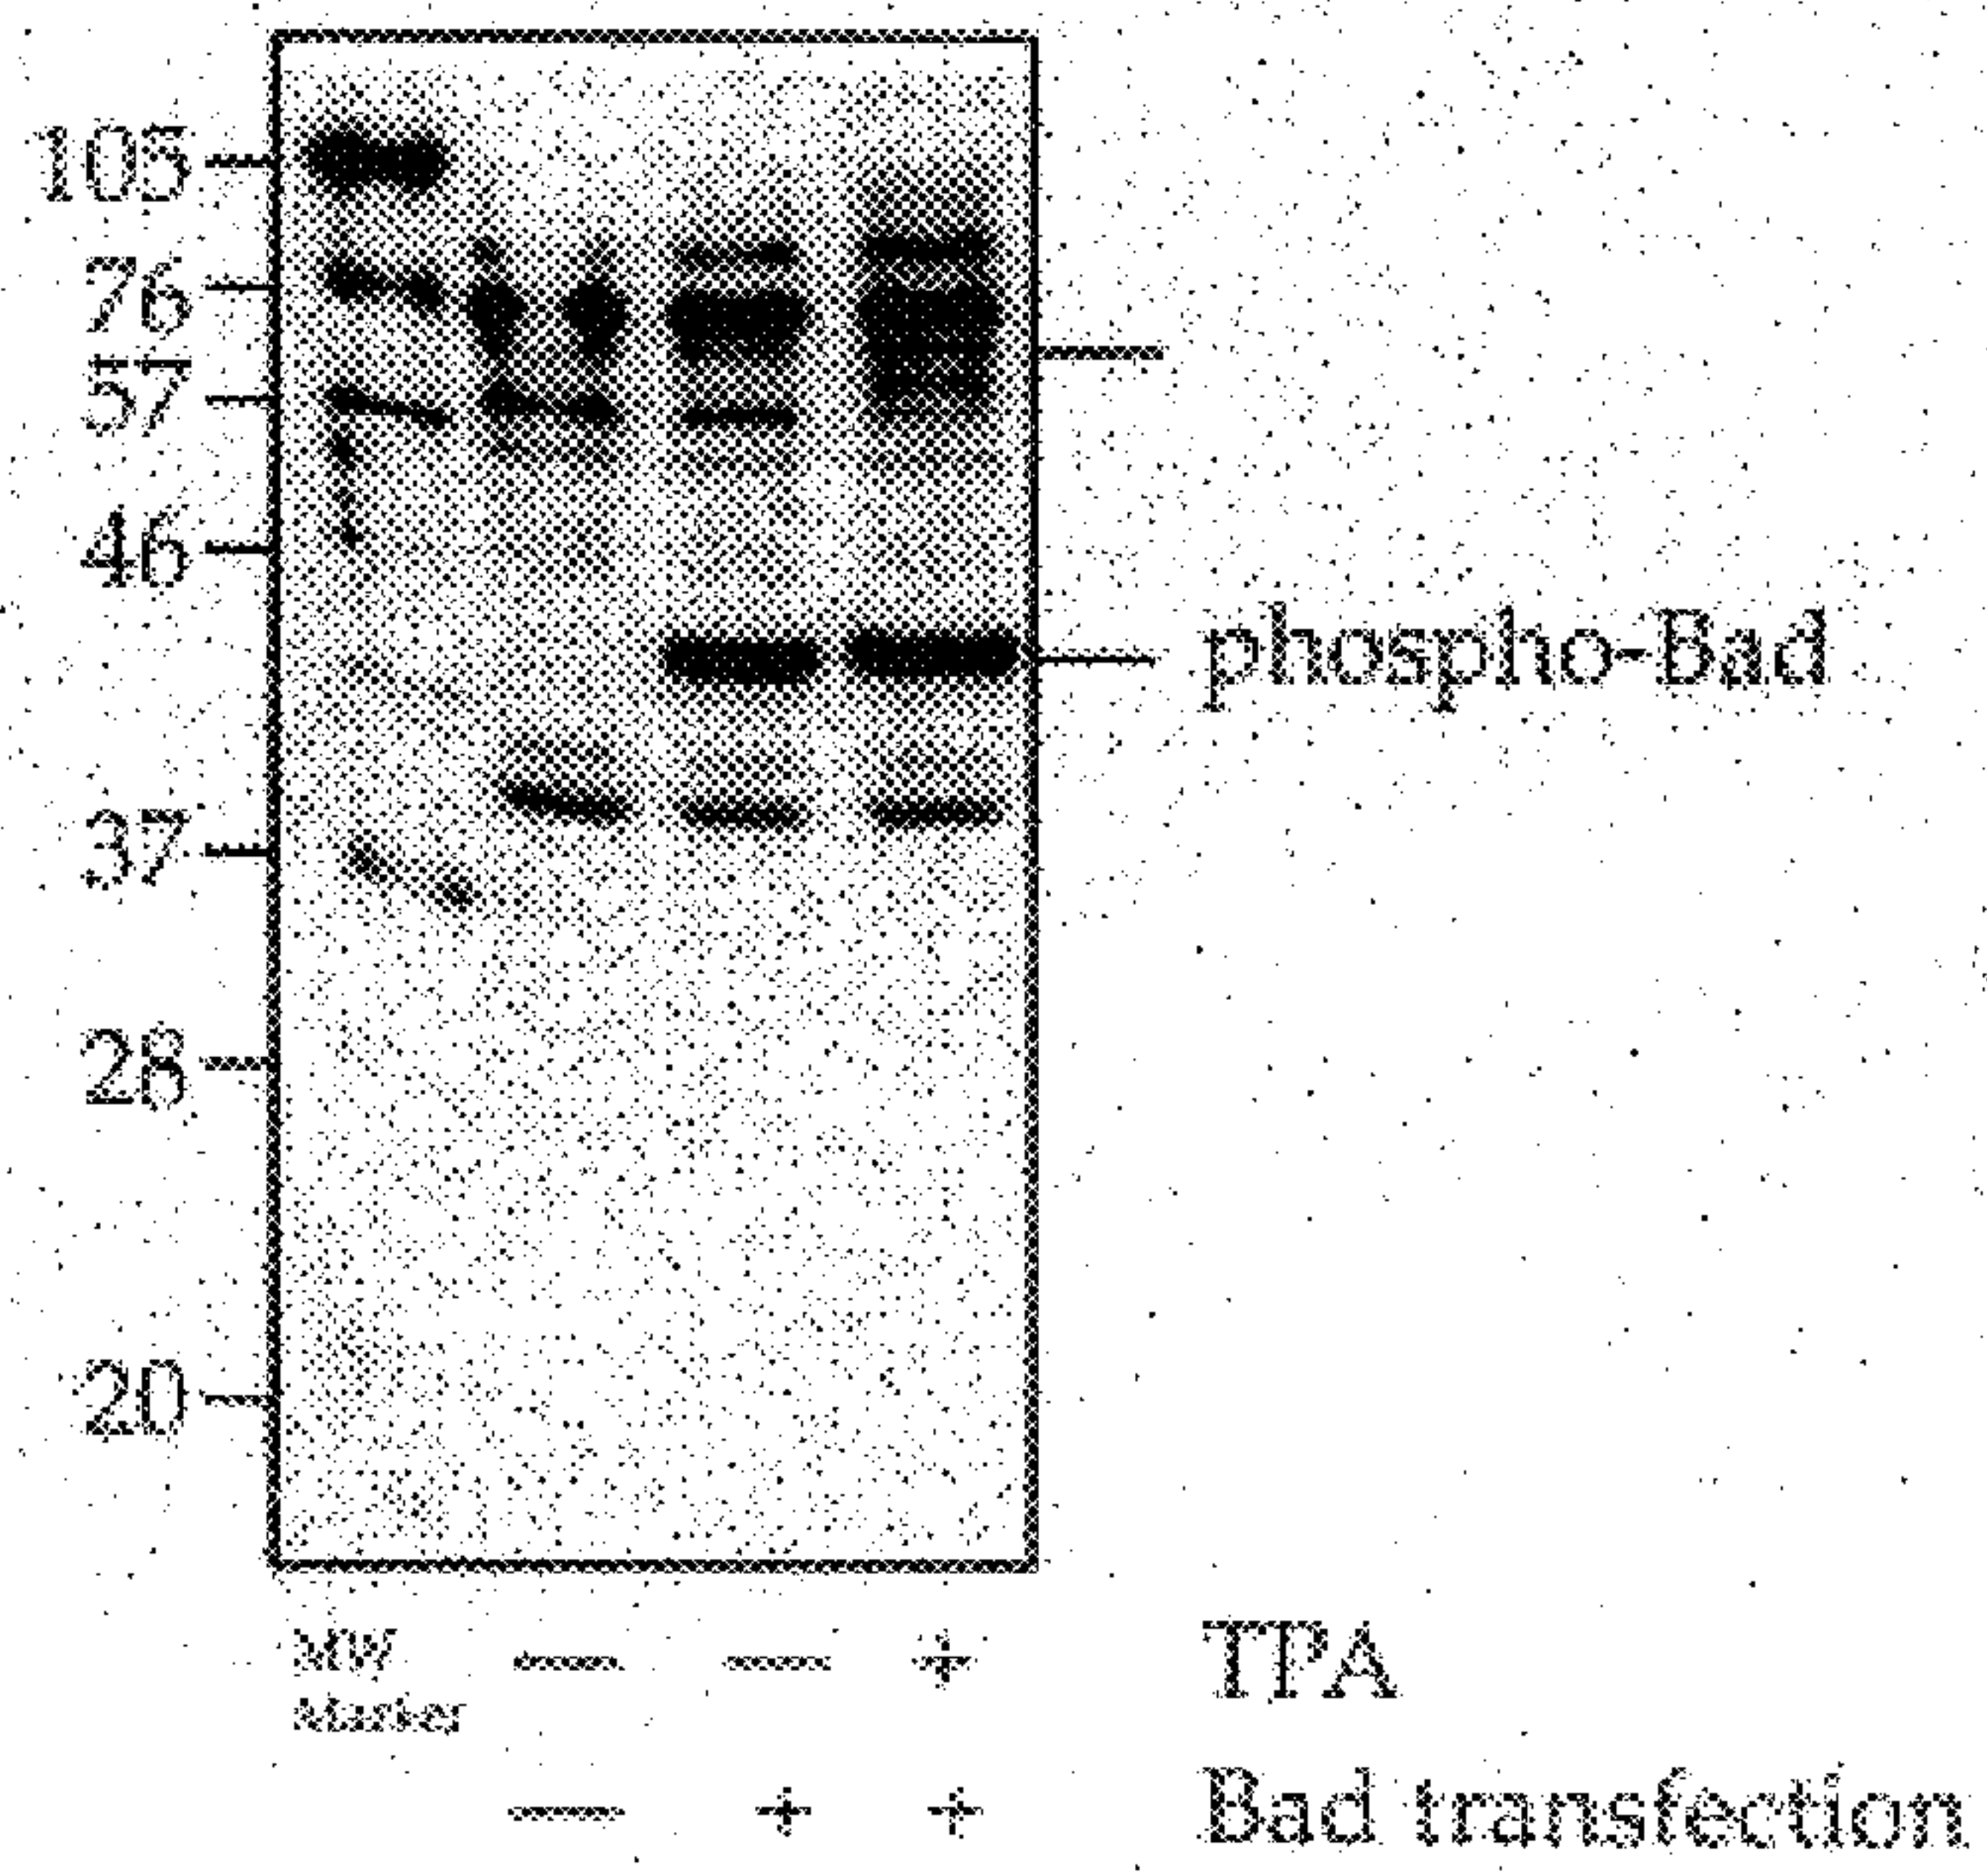 105
76
57
46
phospho-Bad
37
28
20
MW – – + TPA
Marker
– + + Bad transfection